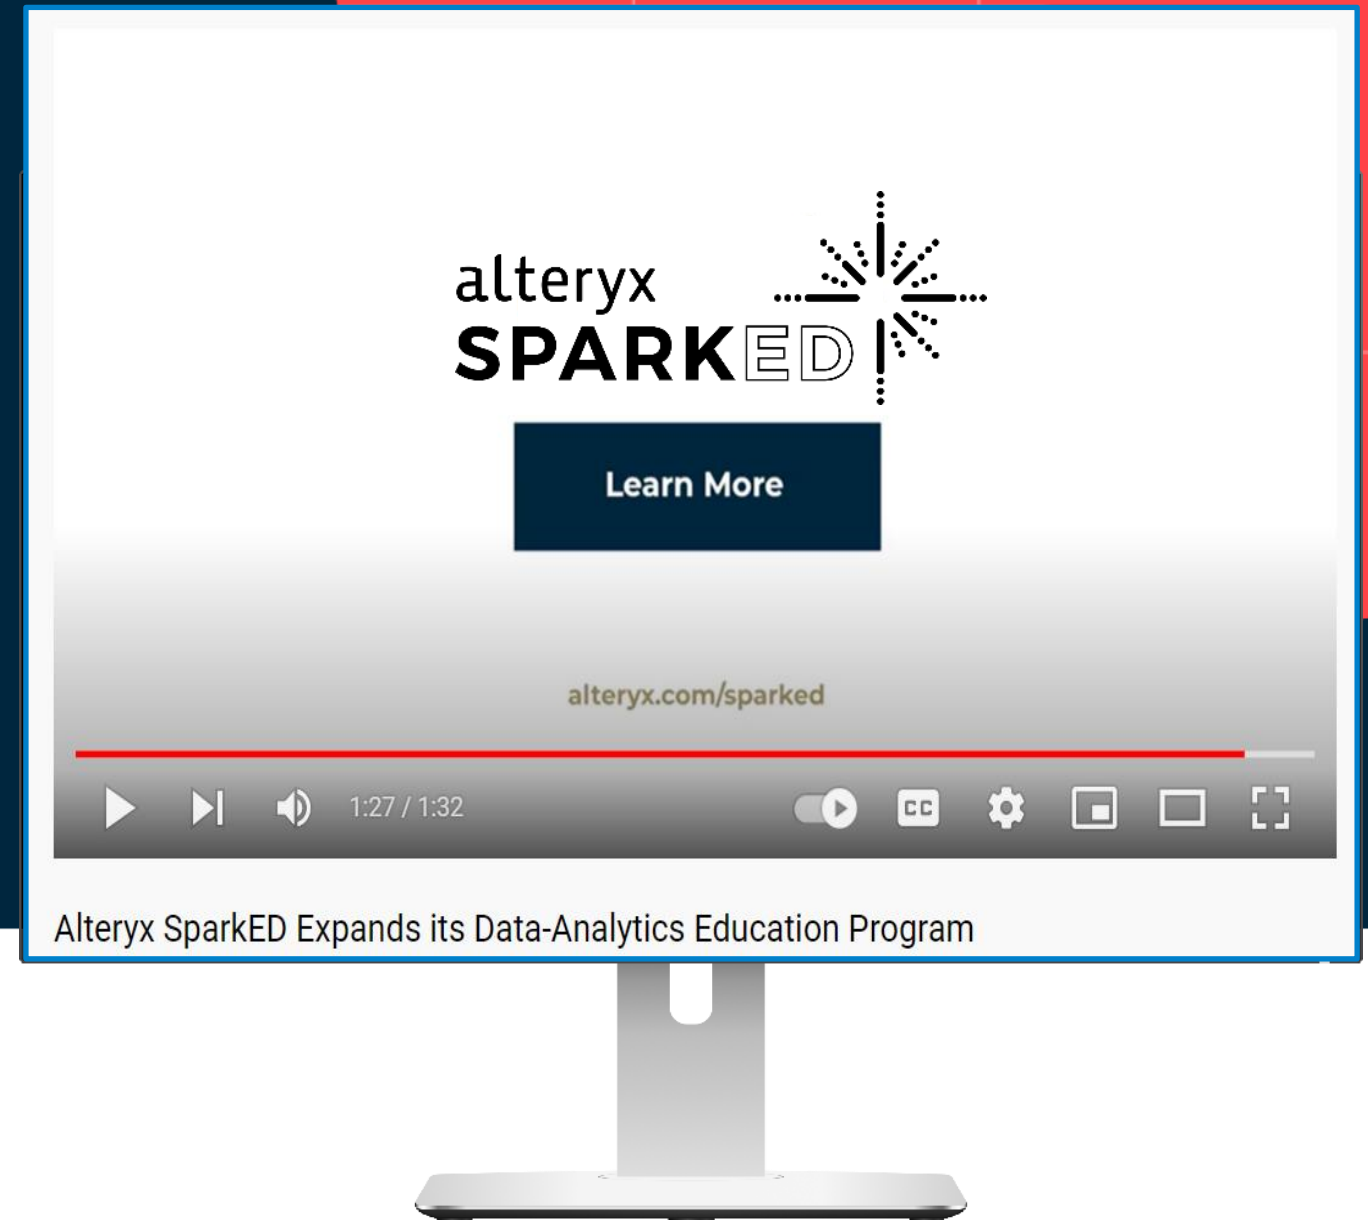 alteryx
SPARKED
Learn More
alteryx.com/sparked
1:27 / 1:32
CC
Alteryx SparkED Expands its Data-Analytics Education Program